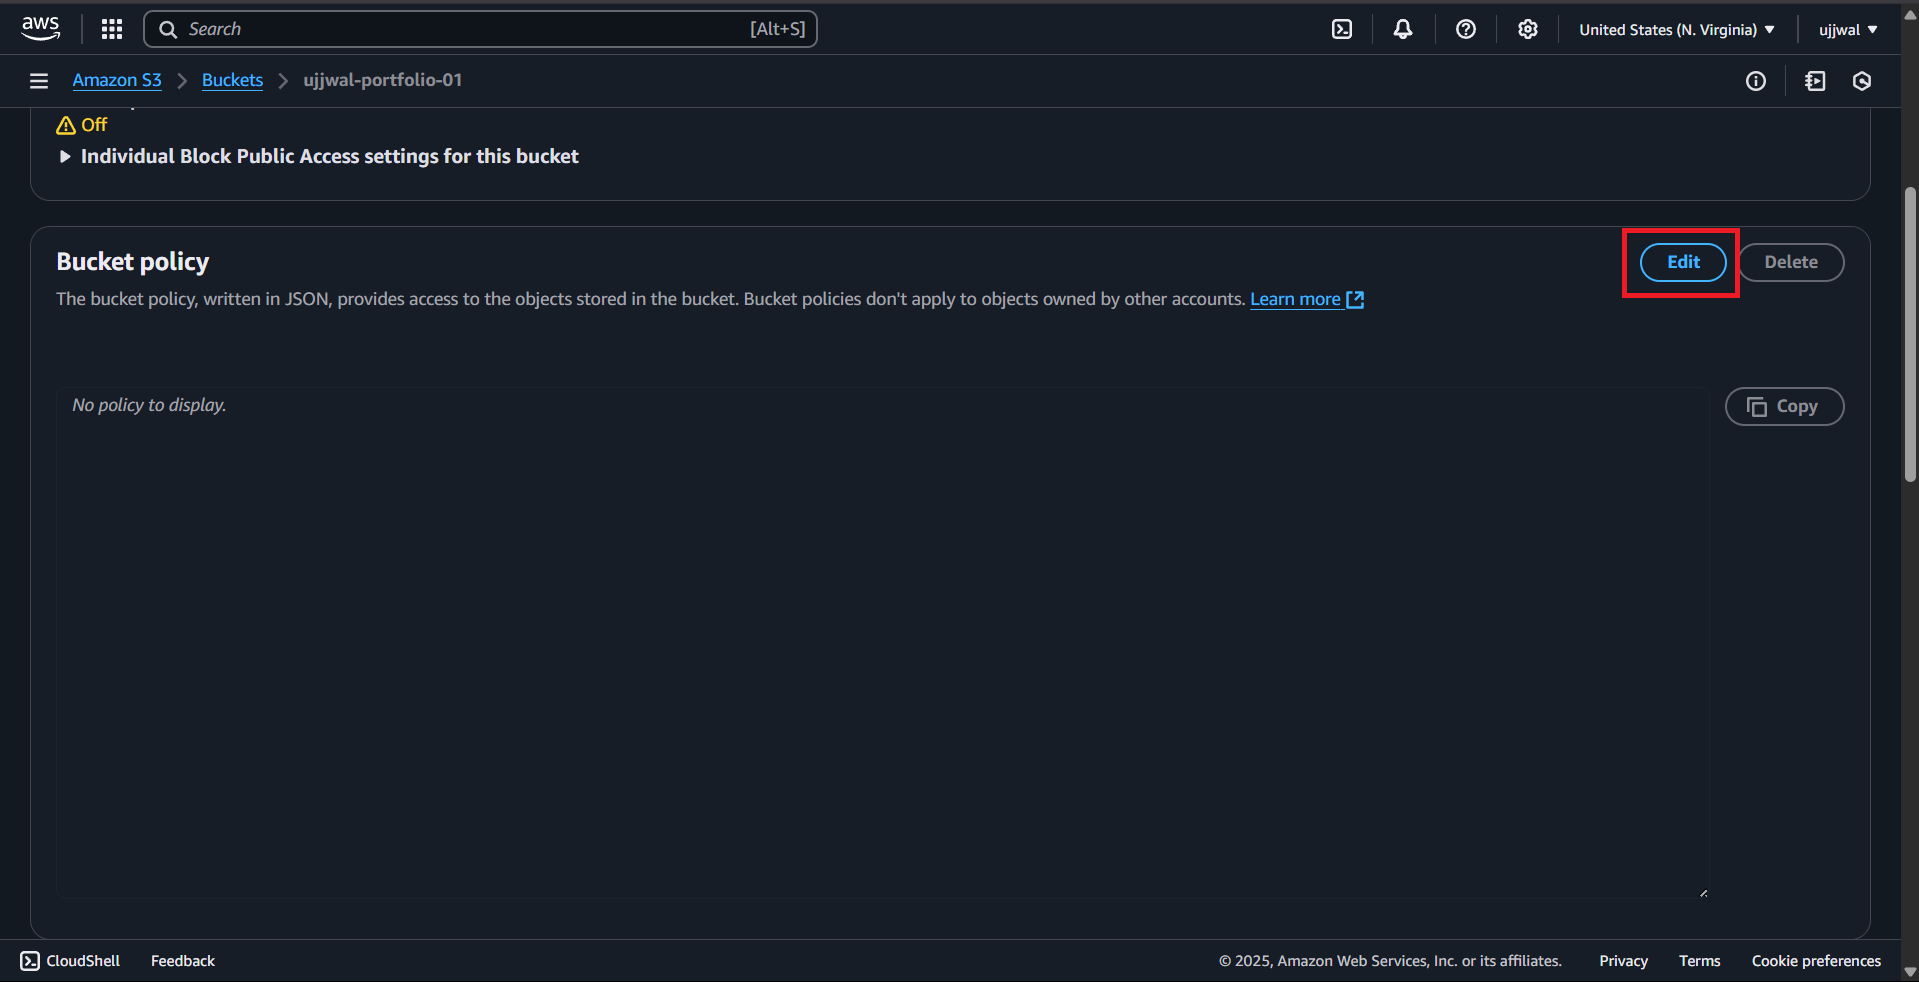 aws
Search [Alt+S]
United States (N. Virginia) ujjwal
Amazon S3 Buckets ujjwal-portfolio-01
Off
Individual Block Public Access settings for this bucket
Bucket policy
Edit Delete
The bucket policy, written in JSON, provides access to the objects stored in the bucket. Bucket policies don't apply to objects owned by other accounts. Learn more
No policy to display.
Copy
CloudShell Feedback © 2025, Amazon Web Services, Inc. or its affiliates. Privacy Terms Cookie preferences